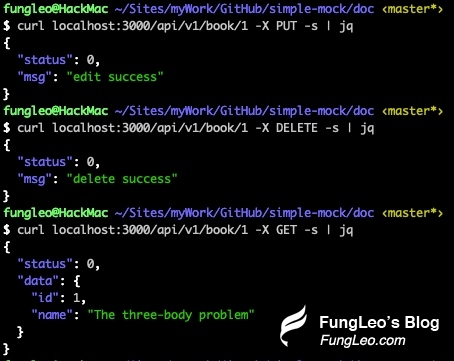 fungleo@HackMac ~/Sites/myWork/GitHub/simple-mock/doc ‹master*›
$ curl localhost:3000/api/v1/book/1 -X PUT -s | jq
{
  "status": 0,
  "msg": "edit success"
}
fungleo@HackMac ~/Sites/myWork/GitHub/simple-mock/doc ‹master*›
$ curl localhost:3000/api/v1/book/1 -X DELETE -s | jq
{
  "status": 0,
  "msg": "delete success"
}
fungleo@HackMac ~/Sites/myWork/GitHub/simple-mock/doc ‹master*›
$ curl localhost:3000/api/v1/book/1 -X GET -s | jq
{
  "status": 0,
  "data": {
    "id": 1,
    "name": "The three-body problem"
  }
}
FungLeo's Blog
FungLeo.com